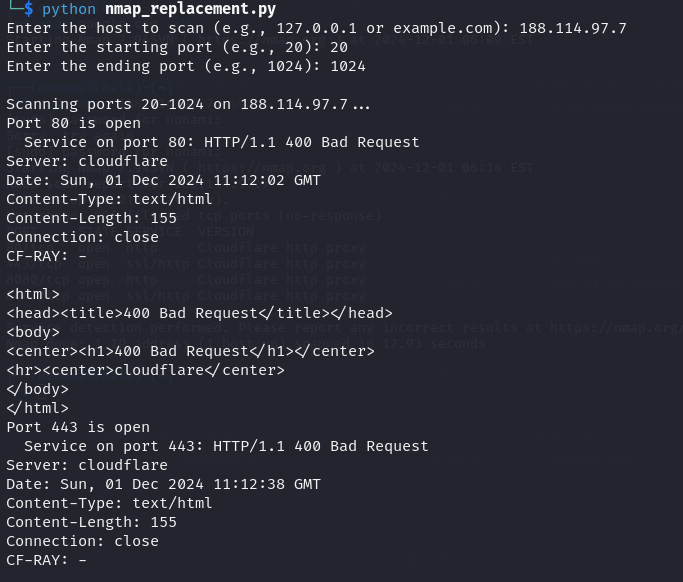 └─$ python nmap_replacement.py
Enter the host to scan (e.g., 127.0.0.1 or example.com): 188.114.97.7
Enter the starting port (e.g., 20): 20
Enter the ending port (e.g., 1024): 1024
Scanning ports 20-1024 on 188.114.97.7...
Port 80 is open
  Service on port 80: HTTP/1.1 400 Bad Request
Server: cloudflare
Date: Sun, 01 Dec 2024 11:12:02 GMT
Content-Type: text/html
Content-Length: 155
Connection: close
CF-RAY: -
<html>
<head><title>400 Bad Request</title></head>
<body>
<center><h1>400 Bad Request</h1></center>
<hr><center>cloudflare</center>
</body>
</html>
Port 443 is open
  Service on port 443: HTTP/1.1 400 Bad Request
Server: cloudflare
Date: Sun, 01 Dec 2024 11:12:38 GMT
Content-Type: text/html
Content-Length: 155
Connection: close
CF-RAY: -